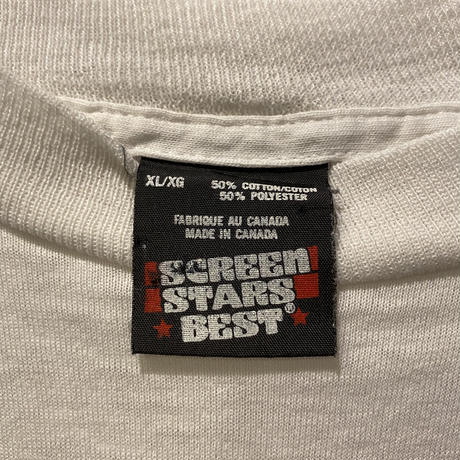 XL/XG 50% COTTON/COTON
50% POLYESTER
FABRIQUE AU CANADA
MADE IN CANADA
SCREEN
STARS
BEST®